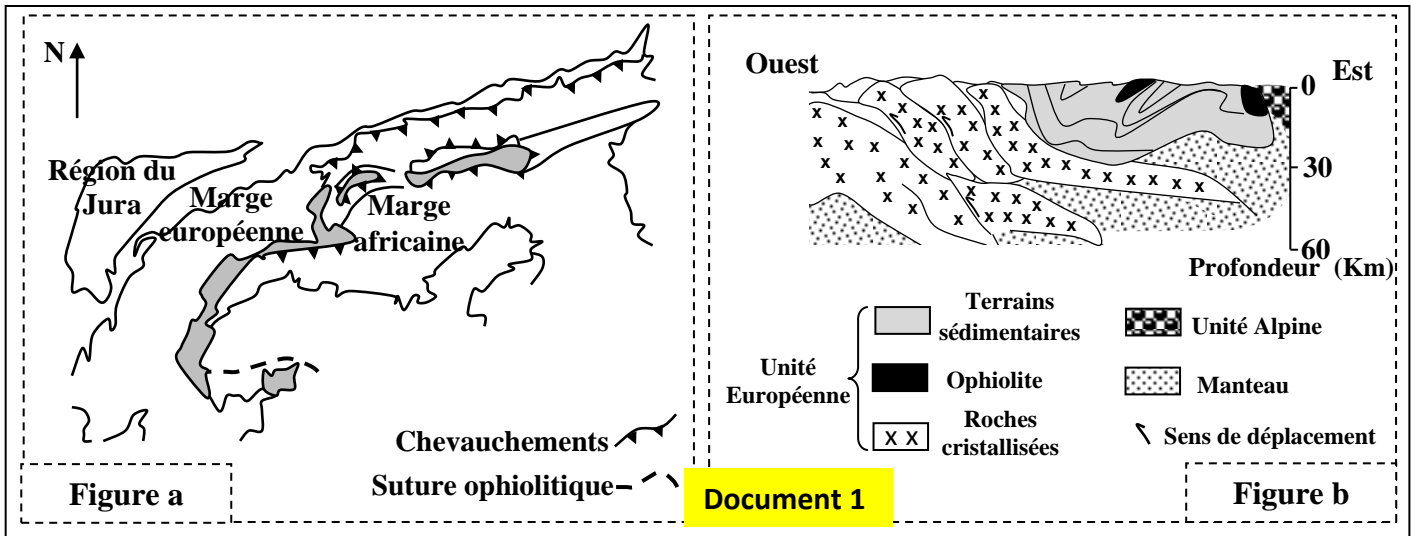 N
Région du
Jura
Marge
européenne
Marge
africaine
Chevauchements
Suture ophiolitique
Figure a
Document 1
Ouest
Est
0
30
60
Profondeur (Km)
Unité
Européenne
Terrains
sédimentaires
Ophiolite
Roches
cristallisées
Unité Alpine
Manteau
Sens de déplacement
Figure b